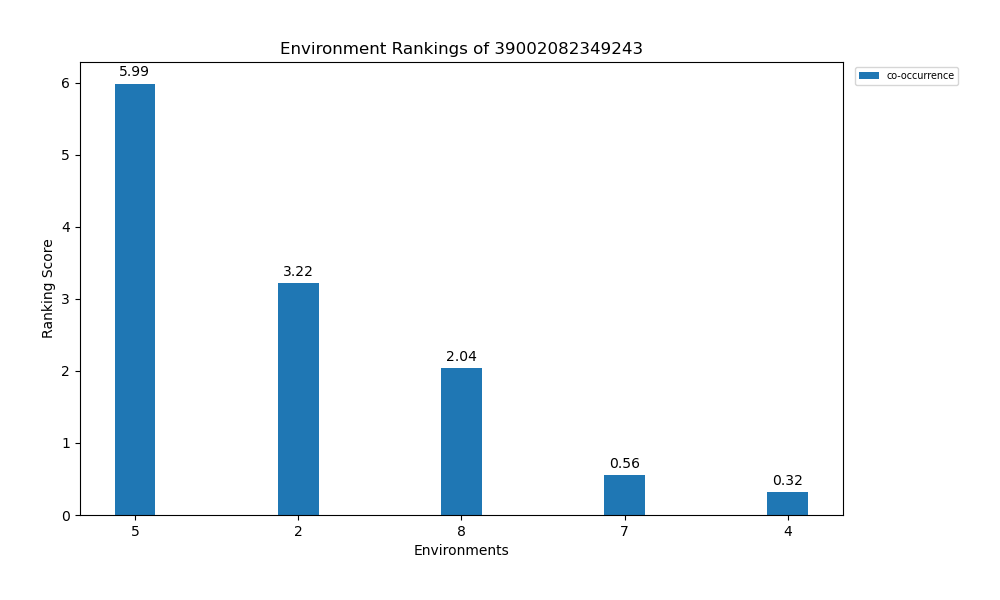 Environment Rankings of 39002082349243
co-occurrence
Ranking Score
6
5
4
3
2
1
0
5.99
3.22
2.04
0.56
0.32
5 2 8 7 4
Environments